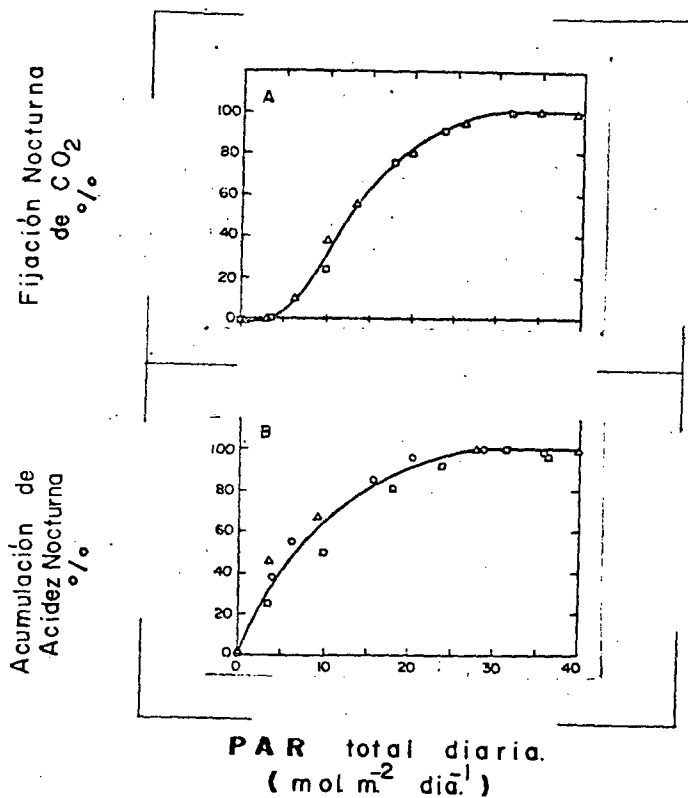 Fijación Nocturna
de CO2
%
A
100
80
60
40
20
0
Acumulación de
Acidez Nocturna
%
B
100
80
60
40
20
0
0 10 20 30 40
PAR total diaria.
(mol m-2 día.-1)